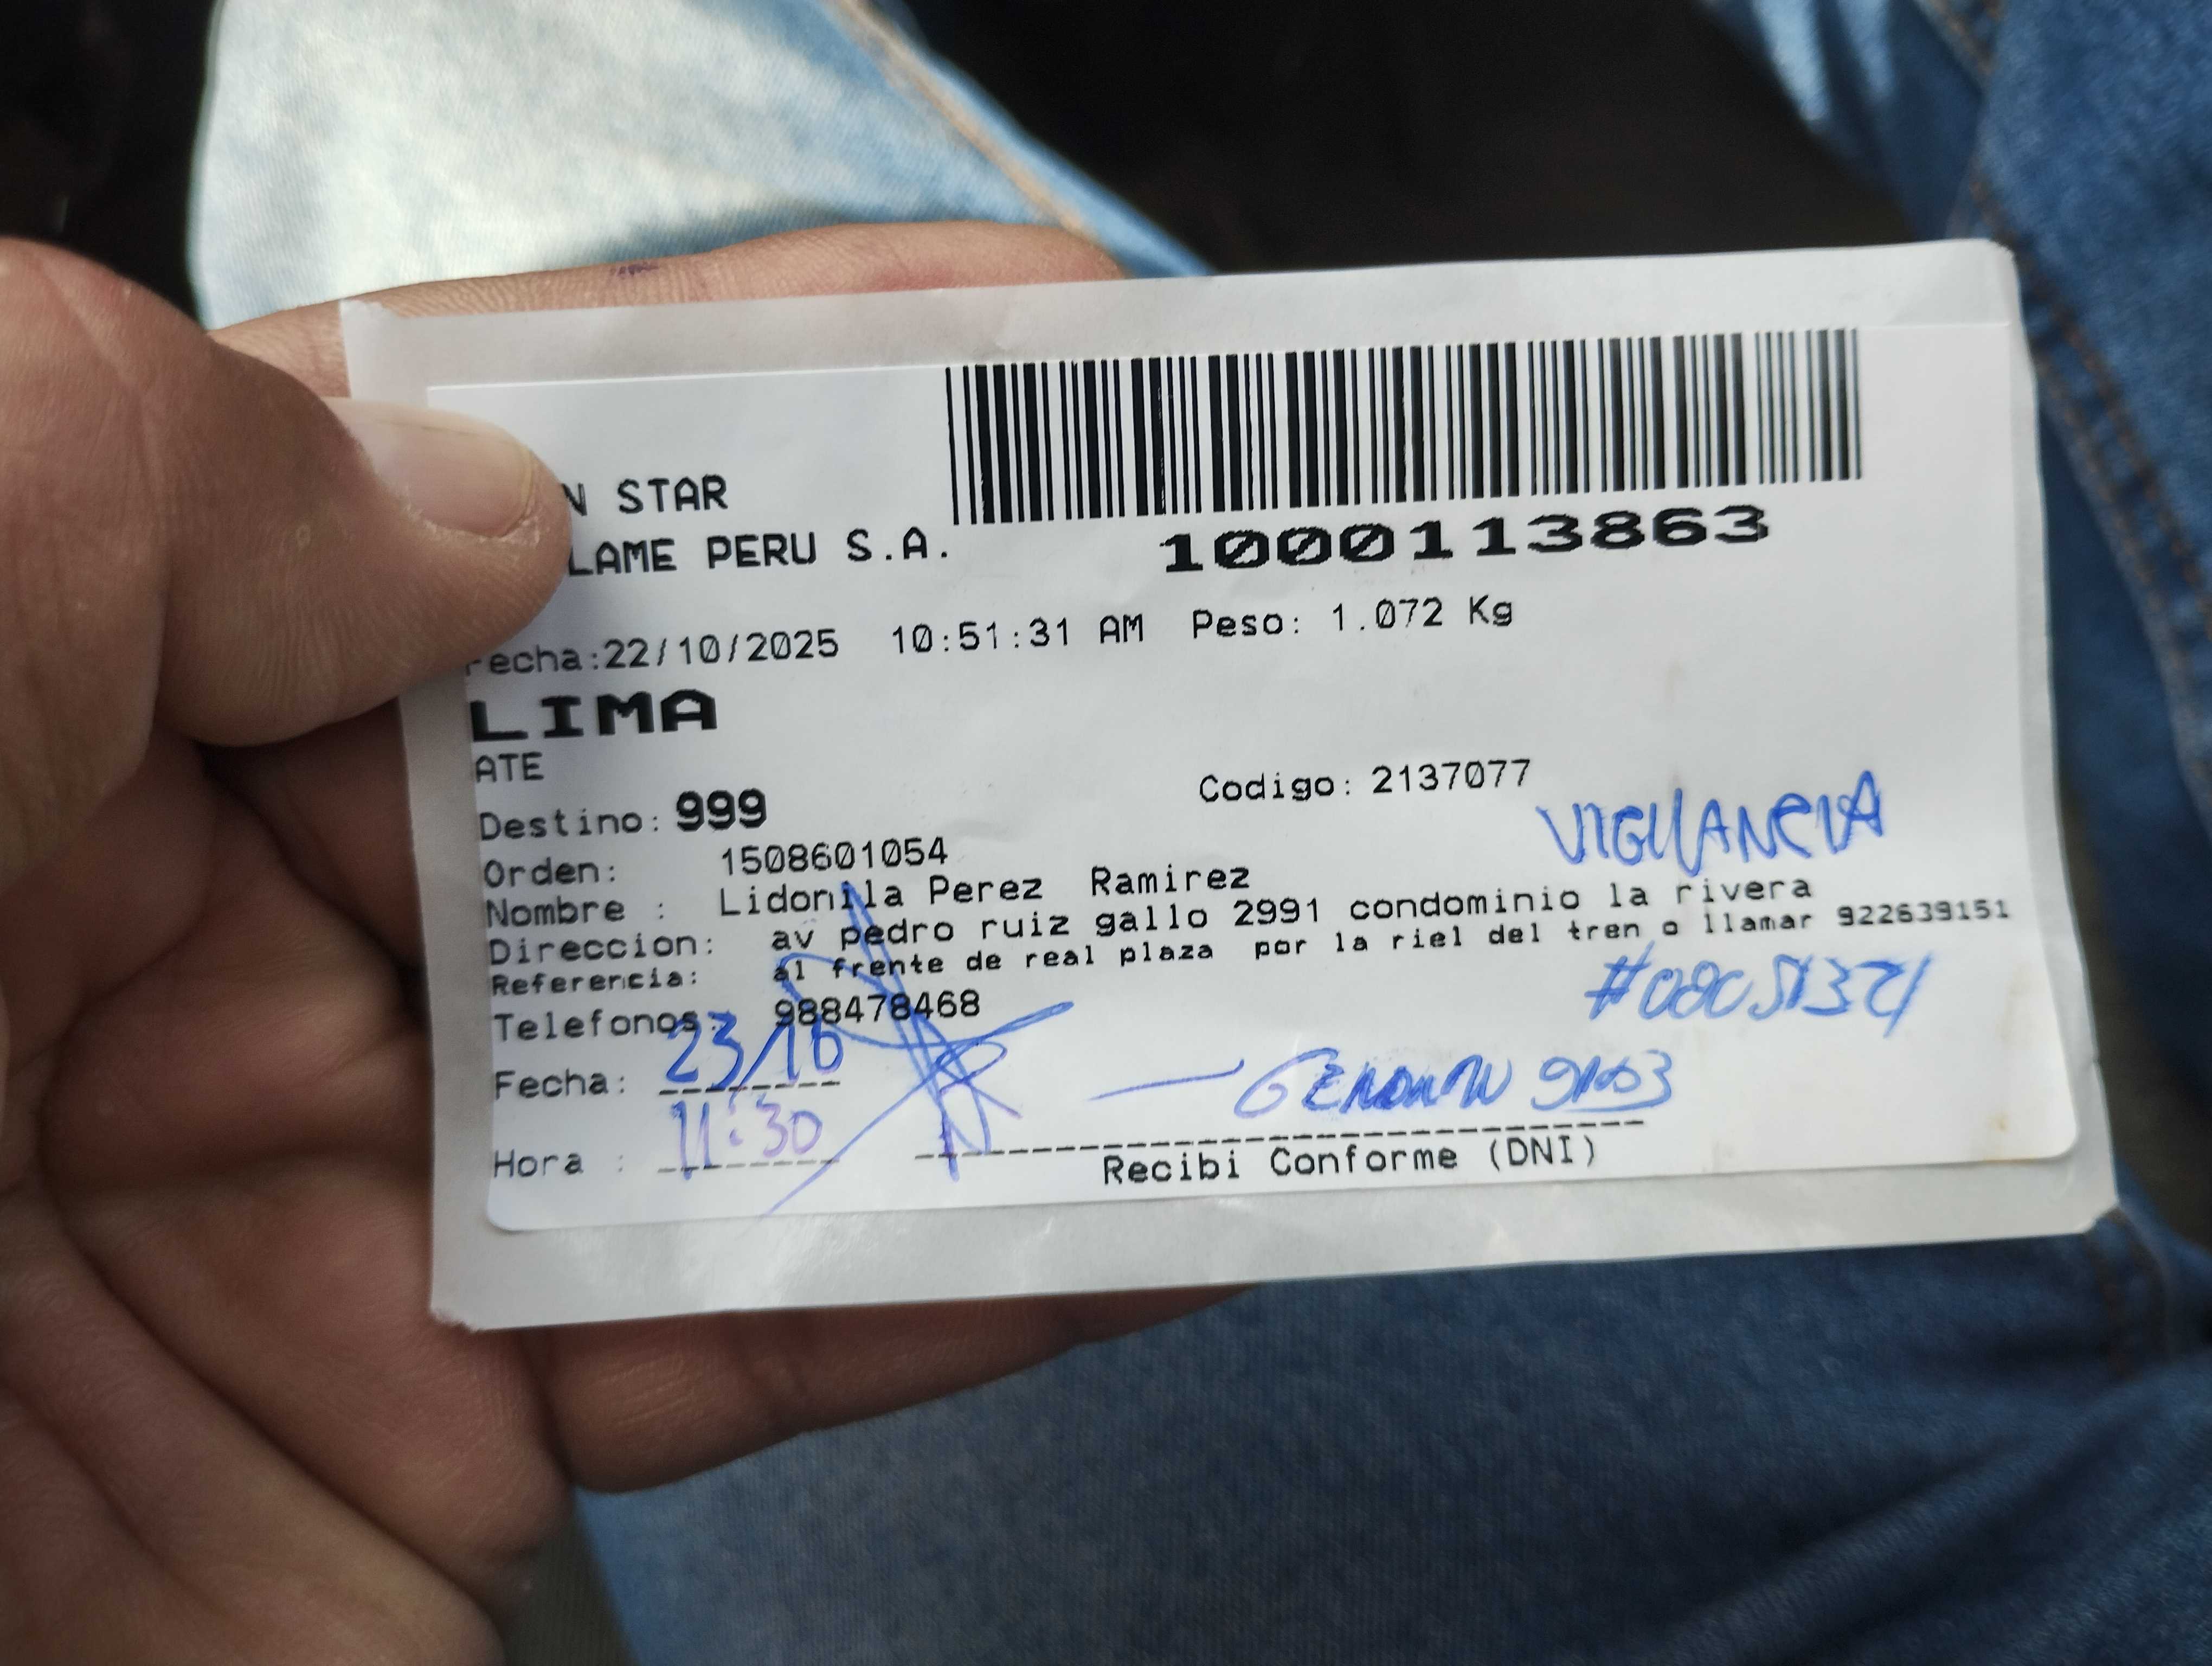 N STAR
LAME PERU S.A.
1000113863
Fecha:22/10/2025 10:51:31 AM Peso: 1.072 Kg
LIMA
ATE
Destino: 999 Codigo: 2137077
VIGILANCIA
Orden: 1508601054
Nombre : Lidonila Perez Ramirez
Direccion: av pedro ruiz gallo 2991 condominio la rivera
Referencia: al frente de real plaza por la riel del tren o llamar 922639151
Telefonos: 988478468
Fecha: 23/10
Hora : 11:30
Recibi Conforme (DNI)